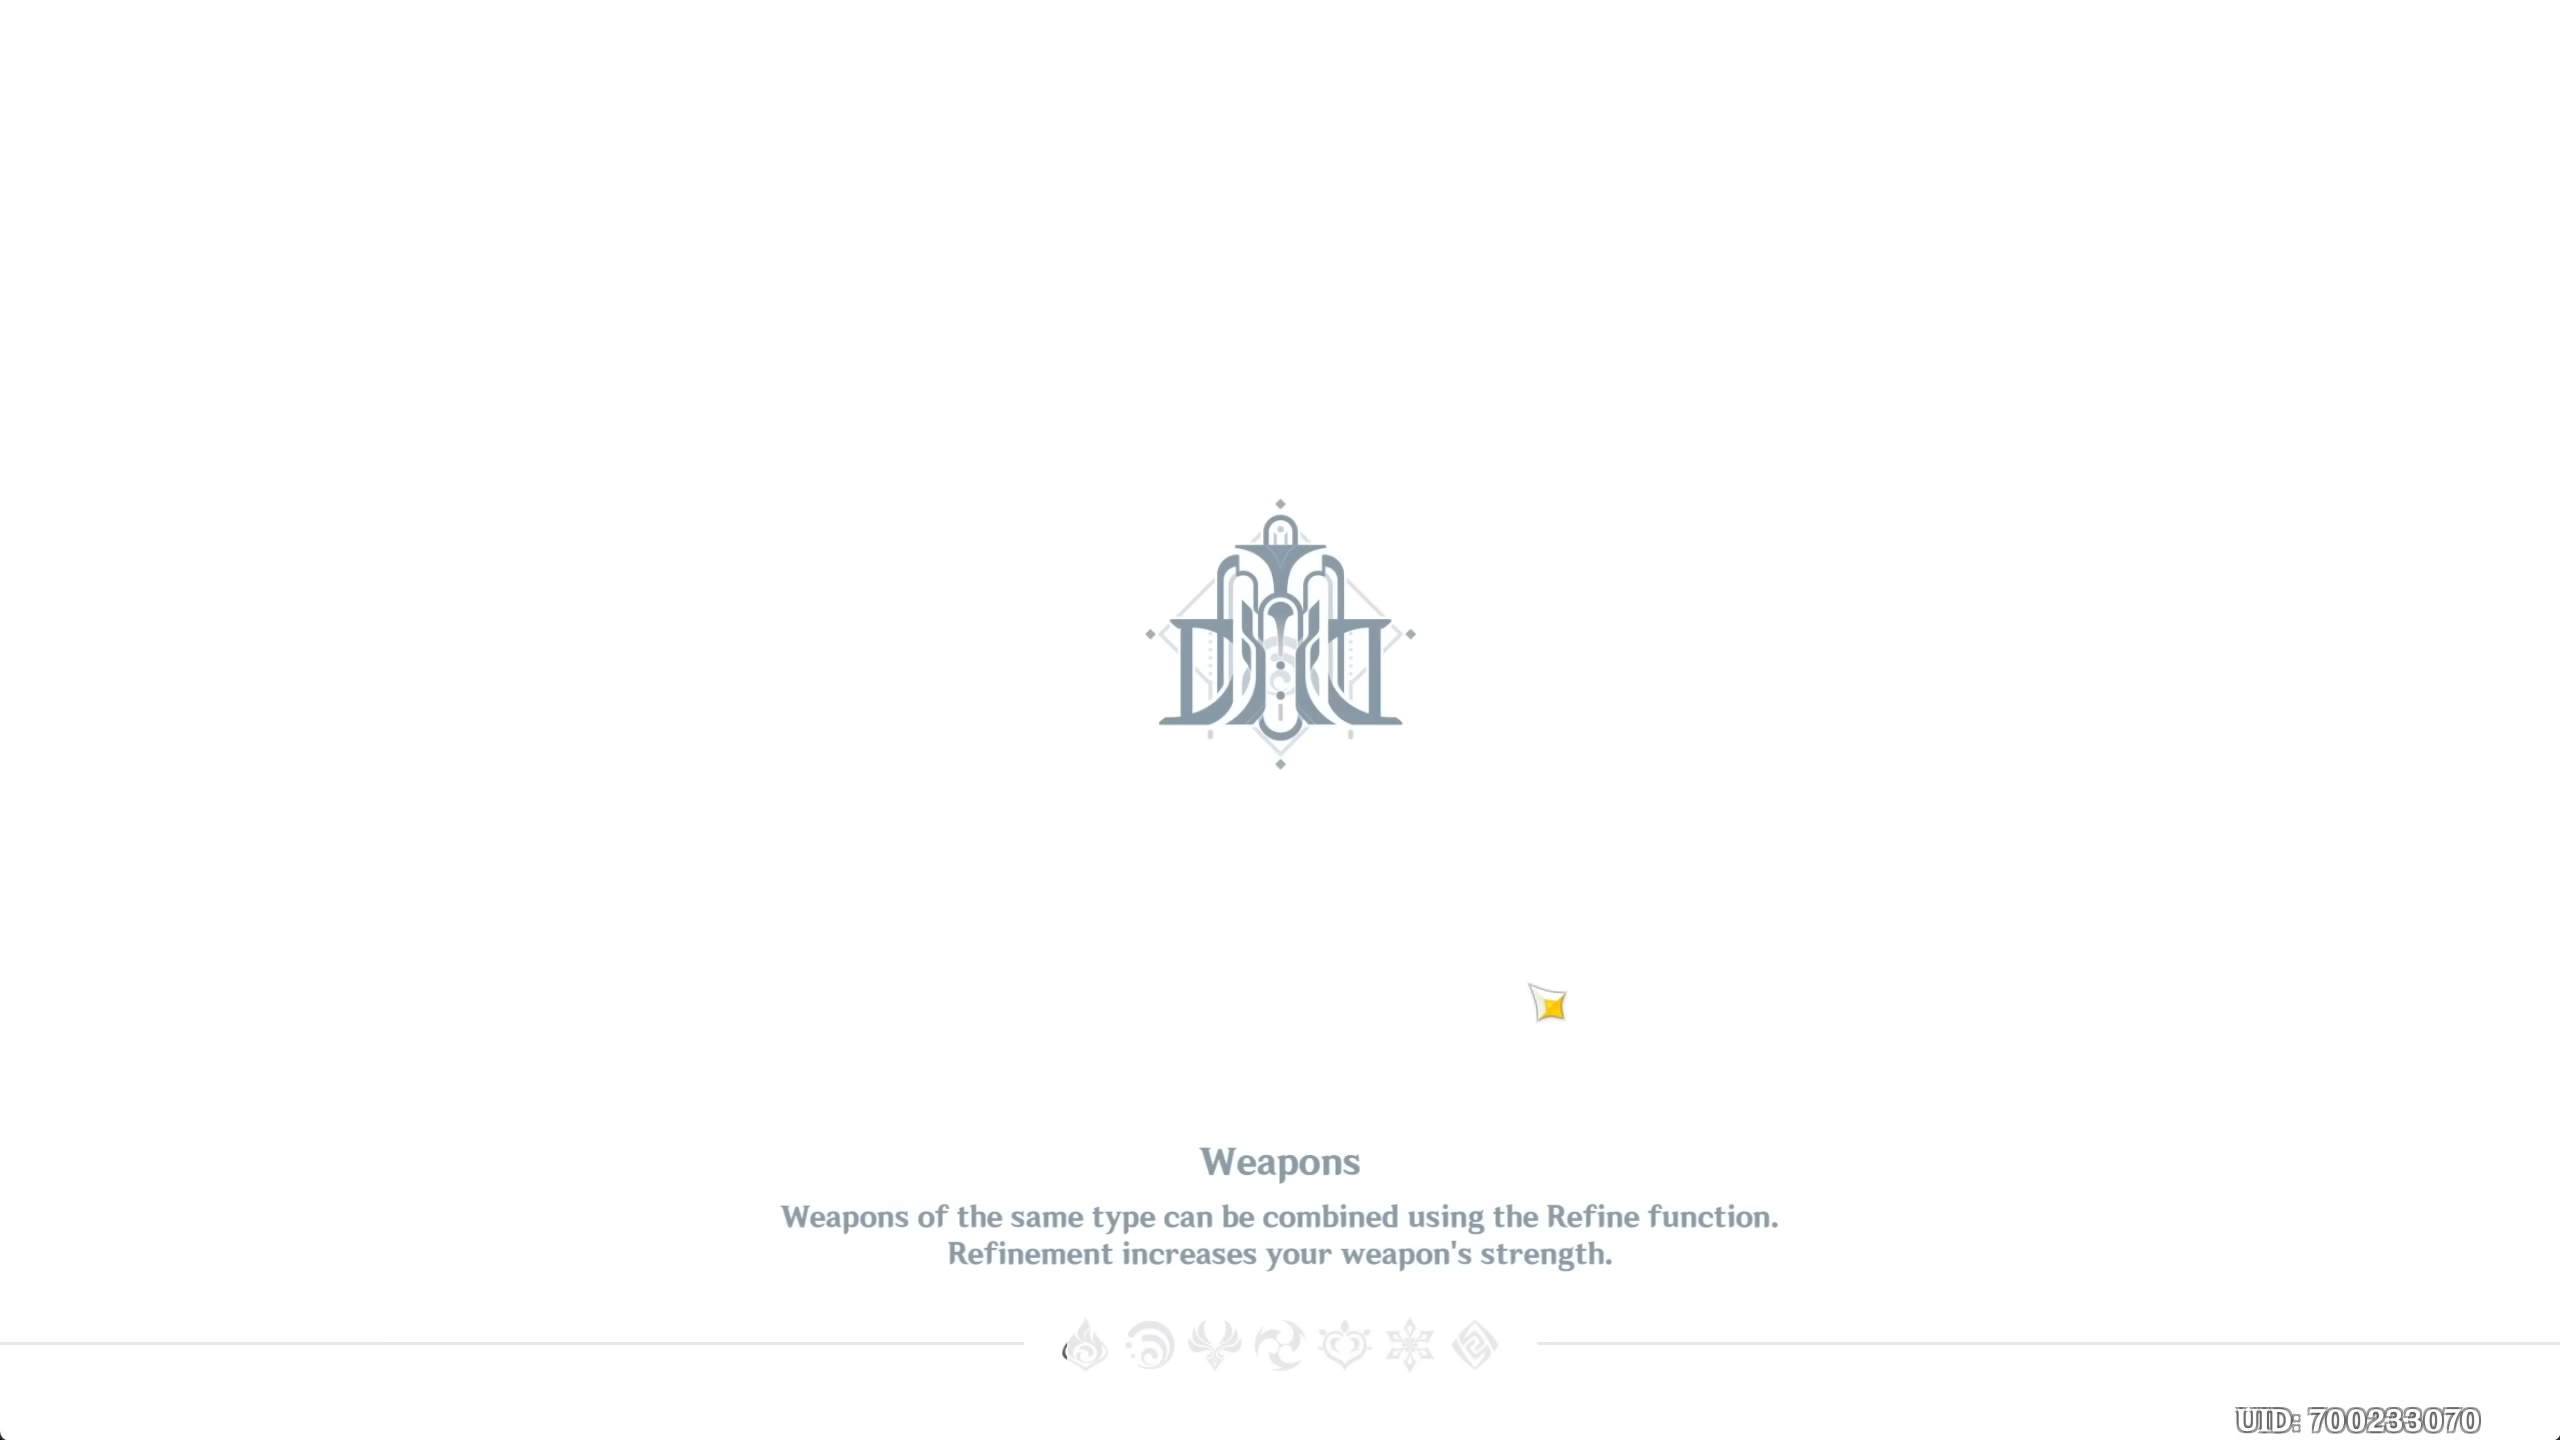 Weapons
Weapons of the same type can be combined using the Refine function.
Refinement increases your weapon's strength.
UID: 700233070